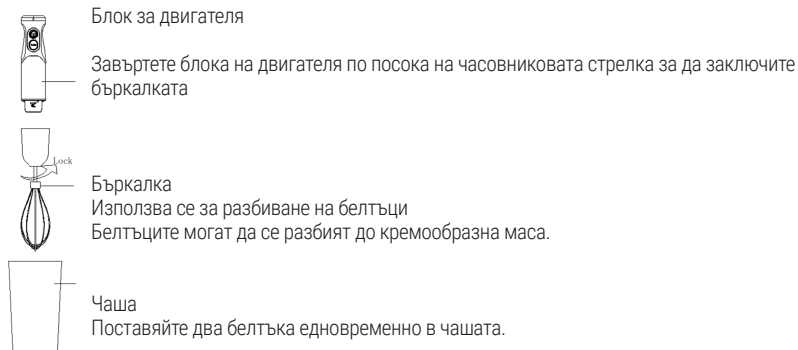 Блок за двигателя
Завъртете блока на двигателя по посока на часовниковата стрелка за да заключите
бъркалката
Lock
Бъркалка
Използва се за разбиване на белтъци
Белтъците могат да се разбият до кремообразна маса.
Чаша
Поставяйте два белтъка едновременно в чашата.